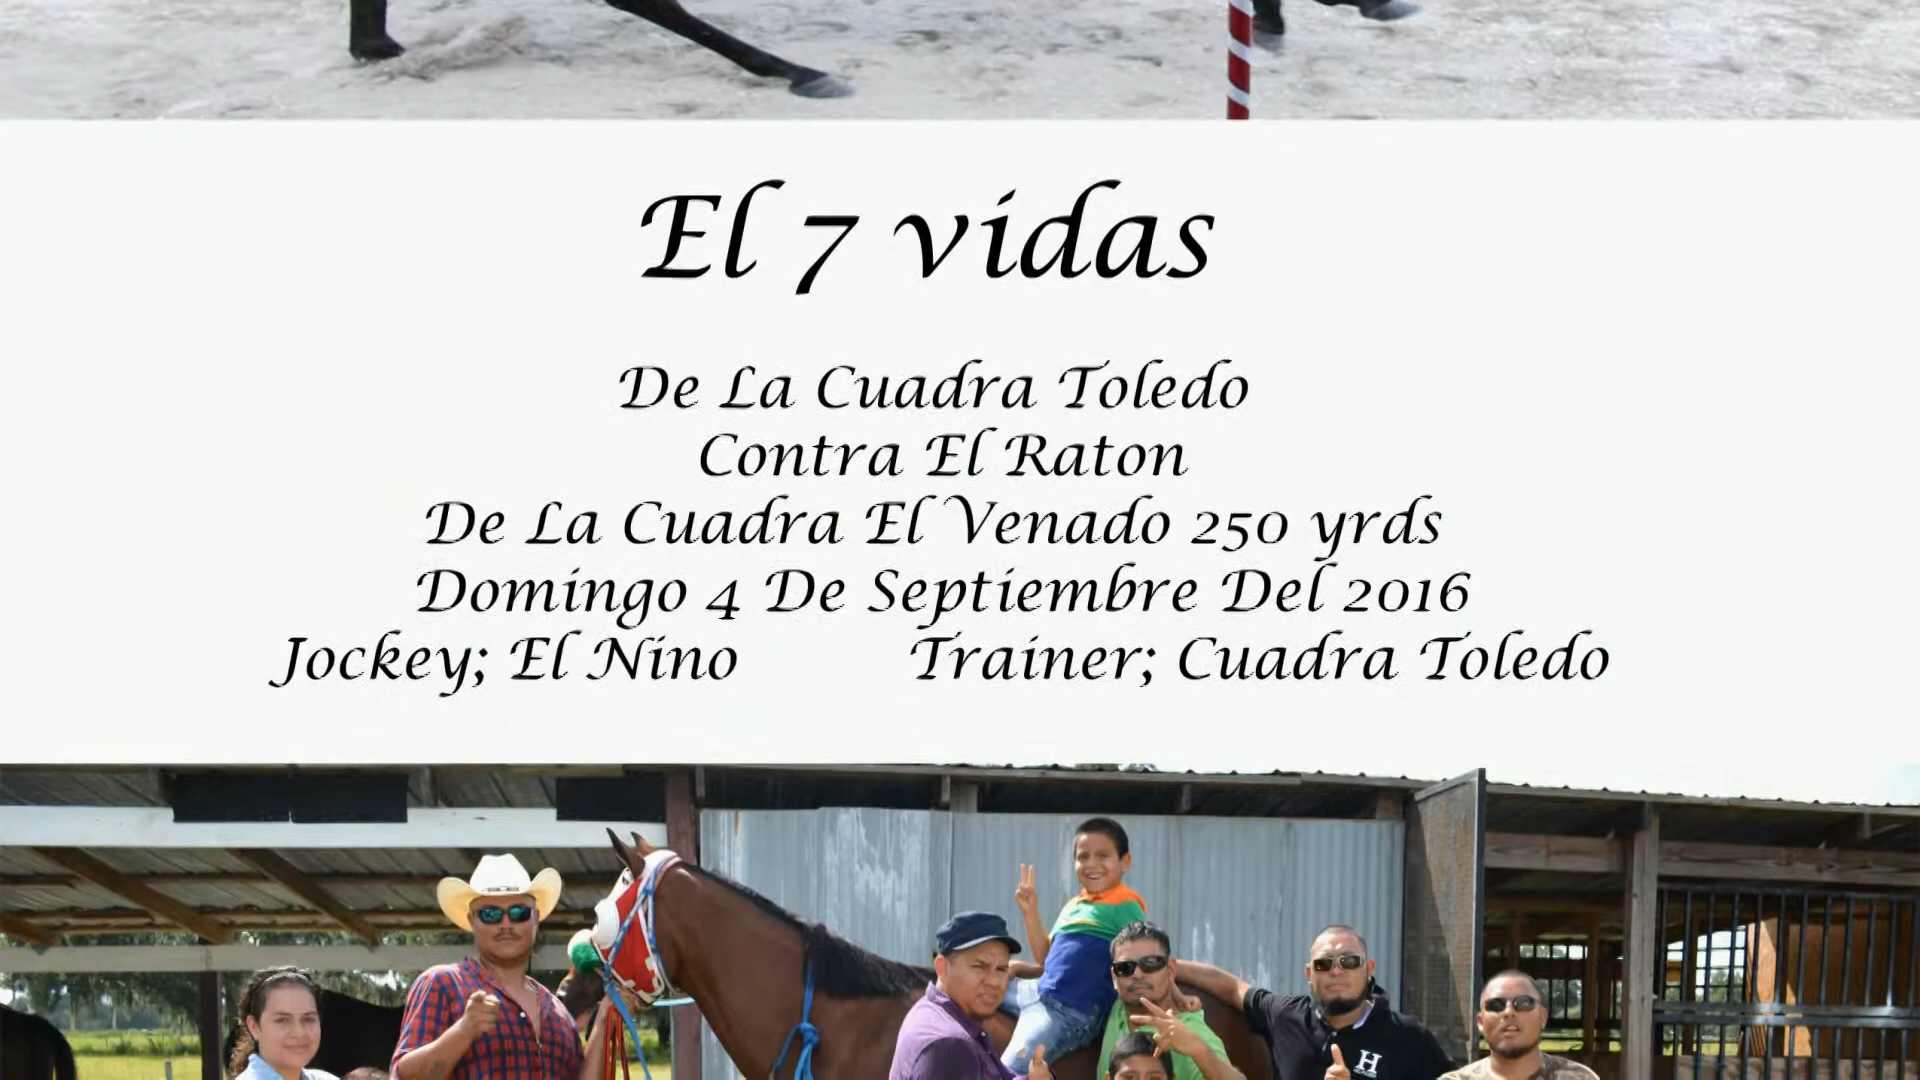 El 7 vidas
De La Cuadra Toledo
Contra El Raton
De La Cuadra El Venado 250 yrds
Domingo 4 De Septiembre Del 2016
Jockey; El Nino Trainer; Cuadra Toledo
H